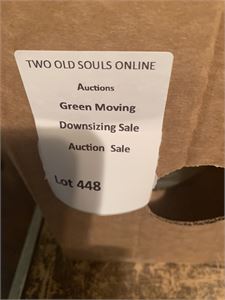 TWO OLD SOULS ONLINE
Auctions
Green Moving
Downsizing Sale
Auction Sale
Lot 448